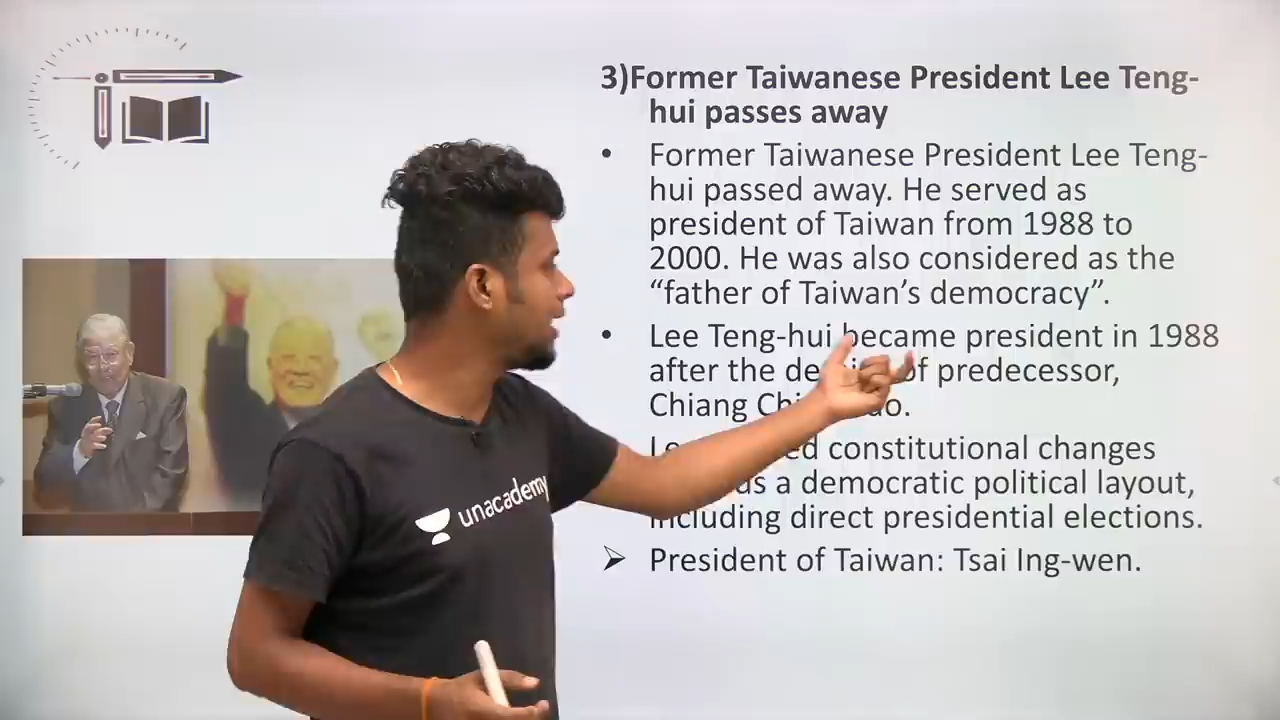 3)Former Taiwanese President Lee Teng-
hui passes away
• Former Taiwanese President Lee Teng-
hui passed away. He served as
president of Taiwan from 1988 to
2000. He was also considered as the
“father of Taiwan’s democracy”.
• Lee Teng-hui became president in 1988
after the of predecessor,
Chiang
constitutional changes
a democratic political layout,
including direct presidential elections.
➢ President of Taiwan: Tsai Ing-wen.
unacademy